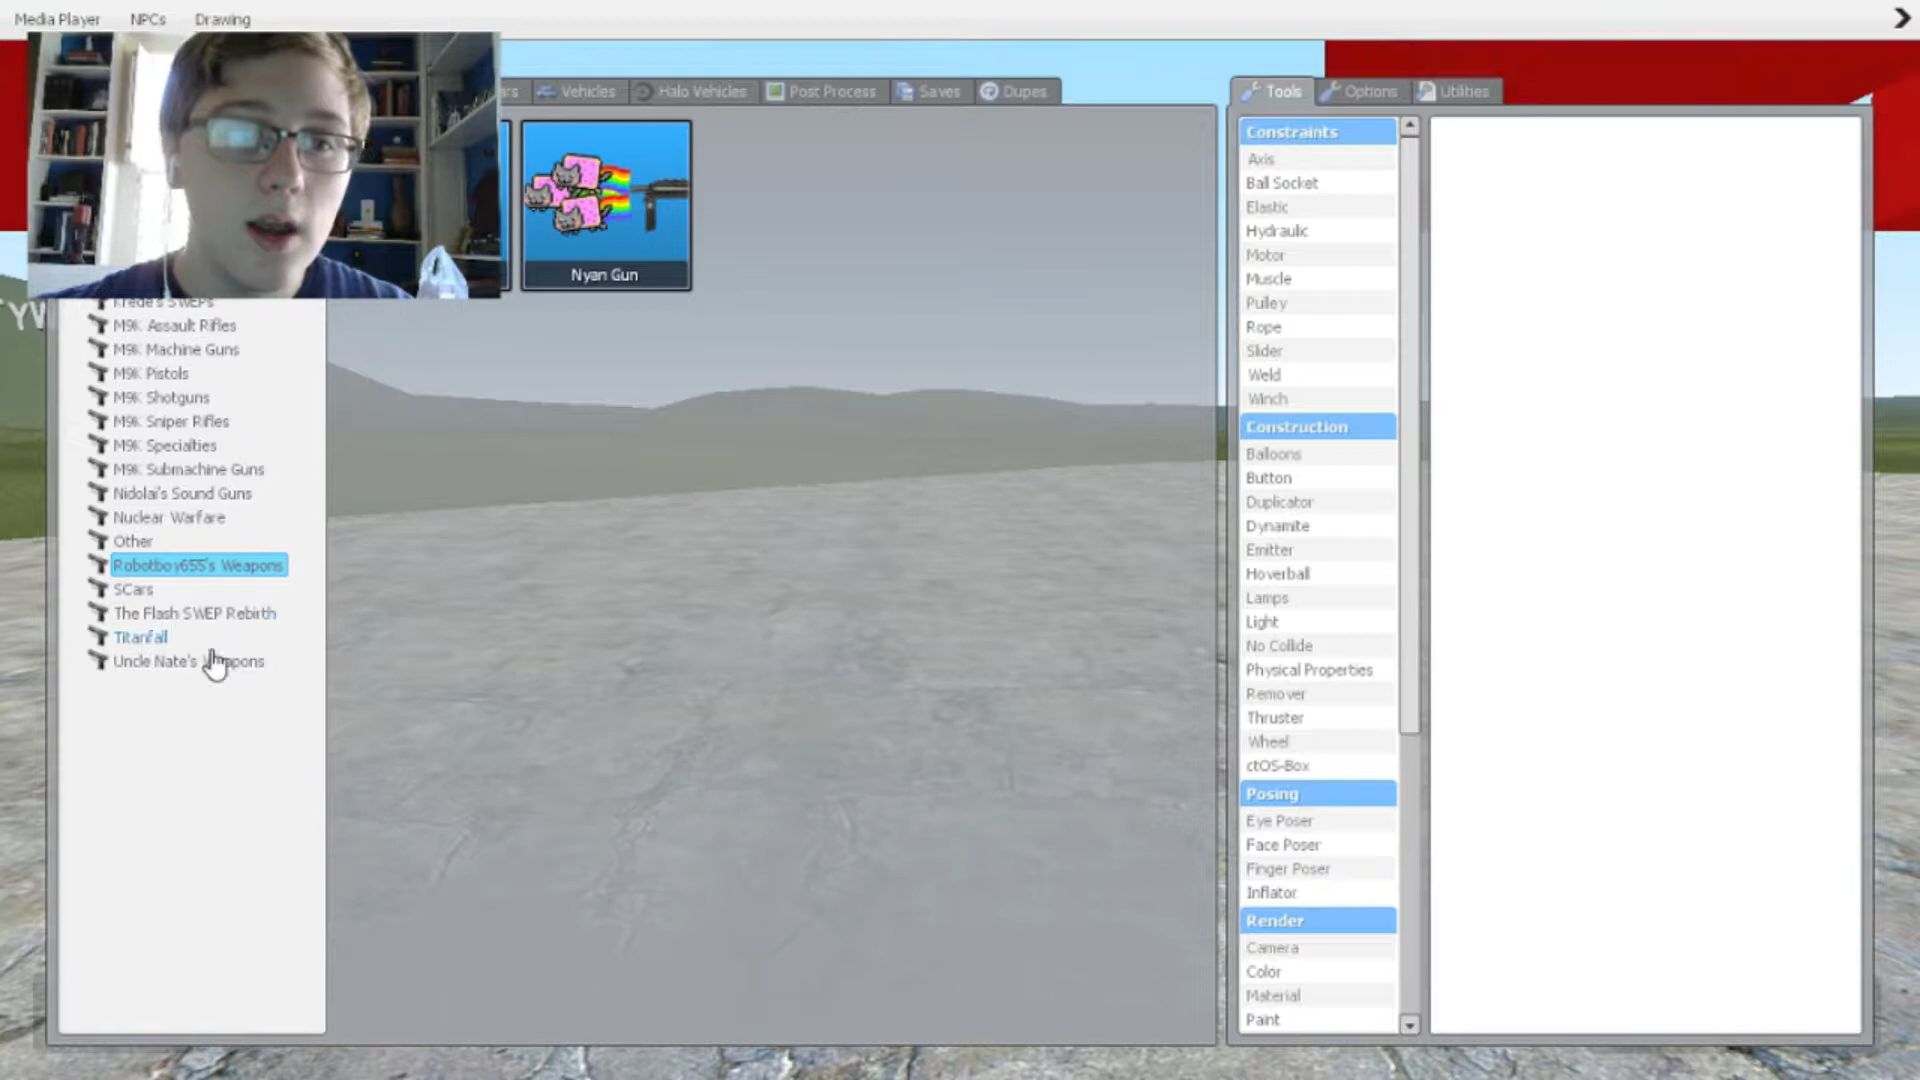 Media Player NPCs Drawing
Vehicles Halo Vehicles Post Process Saves Dupes
Tools Options Utilities
Nyan Gun
Krede's SWEPs
M9K Assault Rifles
M9K Machine Guns
M9K Pistols
M9K Shotguns
M9K Sniper Rifles
M9K Specialties
M9K Submachine Guns
Nidolai's Sound Guns
Nuclear Warfare
Other
Robotboy655's Weapons
SCars
The Flash SWEP Rebirth
Titanfall
Uncle Nate's Weapons
Constraints
Axis
Ball Socket
Elastic
Hydraulic
Motor
Muscle
Pulley
Rope
Slider
Weld
Winch
Construction
Balloons
Button
Duplicator
Dynamite
Emitter
Hoverball
Lamps
Light
No Collide
Physical Properties
Remover
Thruster
Wheel
ctOS-Box
Posing
Eye Poser
Face Poser
Finger Poser
Inflator
Render
Camera
Color
Material
Paint